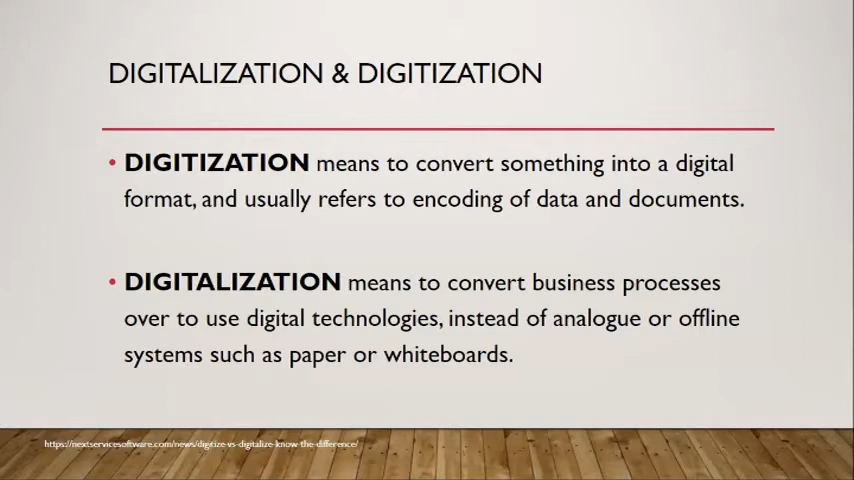 DIGITALIZATION & DIGITIZATION
• DIGITIZATION means to convert something into a digital
format, and usually refers to encoding of data and documents.
• DIGITALIZATION means to convert business processes
over to use digital technologies, instead of analogue or offline
systems such as paper or whiteboards.
https://nextservicesoftware.com/news/digitize-vs-digitalize-know-the-difference/